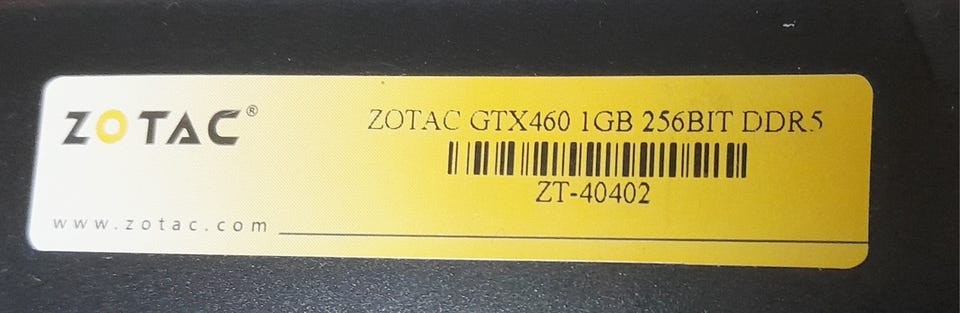 ZOTAC®
ZOTAC GTX460 1GB 256BIT DDR5
ZT-40402
www.zotac.com